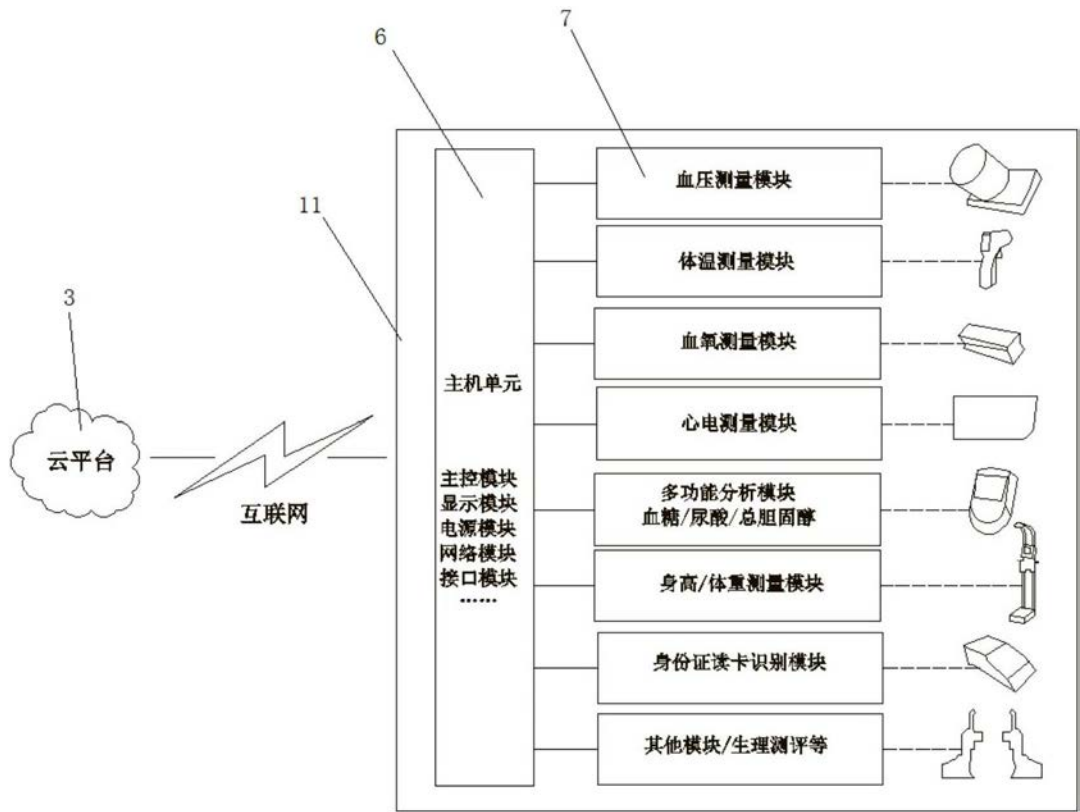 6
7
血压测量模块
11
体温测量模块
3
血氧测量模块
主机单元
心电测量模块
云平台
互联网
主控模块
显示模块
电源模块
网络模块
接口模块
……
多功能分析模块
血糖/尿酸/总胆固醇
身高/体重测量模块
身份证读卡识别模块
其他模块/生理测评等